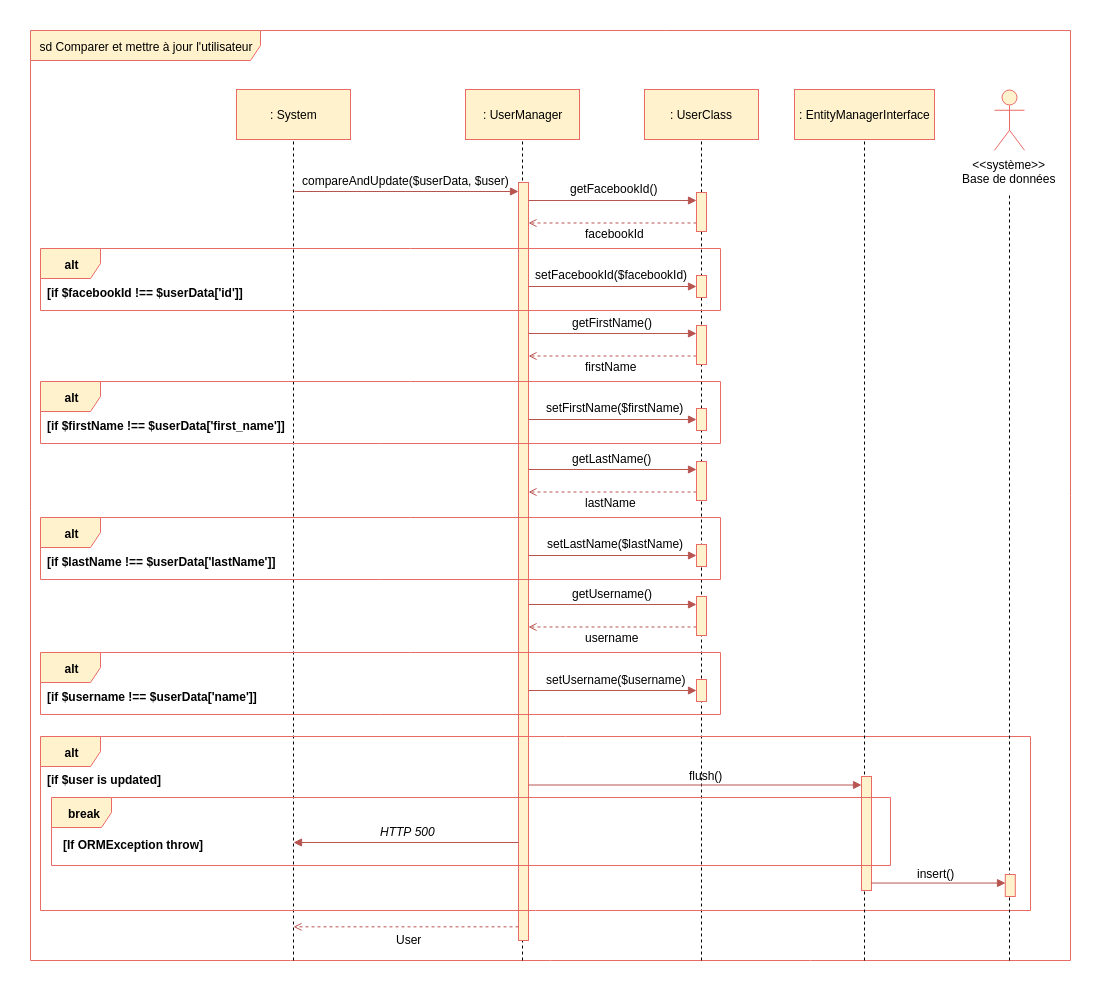 sd Comparer et mettre à jour l'utilisateur
: System
: UserManager
: UserClass
: EntityManagerInterface
<<système>>
Base de données
compareAndUpdate($userData, $user)
getFacebookId()
facebookId
alt
setFacebookId($facebookId)
[if $facebookId !== $userData['id']]
getFirstName()
firstName
alt
setFirstName($firstName)
[if $firstName !== $userData['first_name']]
getLastName()
lastName
alt
setLastName($lastName)
[if $lastName !== $userData['lastName']]
getUsername()
username
alt
setUsername($username)
[if $username !== $userData['name']]
alt
[if $user is updated]
flush()
break
HTTP 500
[If ORMException throw]
insert()
User